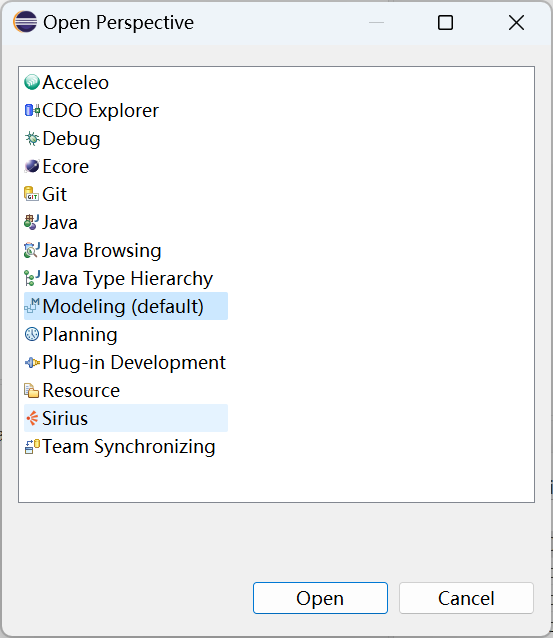 Open Perspective
Acceleo
CDO Explorer
Debug
Ecore
Git
Java
Java Browsing
Java Type Hierarchy
Modeling (default)
Planning
Plug-in Development
Resource
Sirius
Team Synchronizing
Open
Cancel